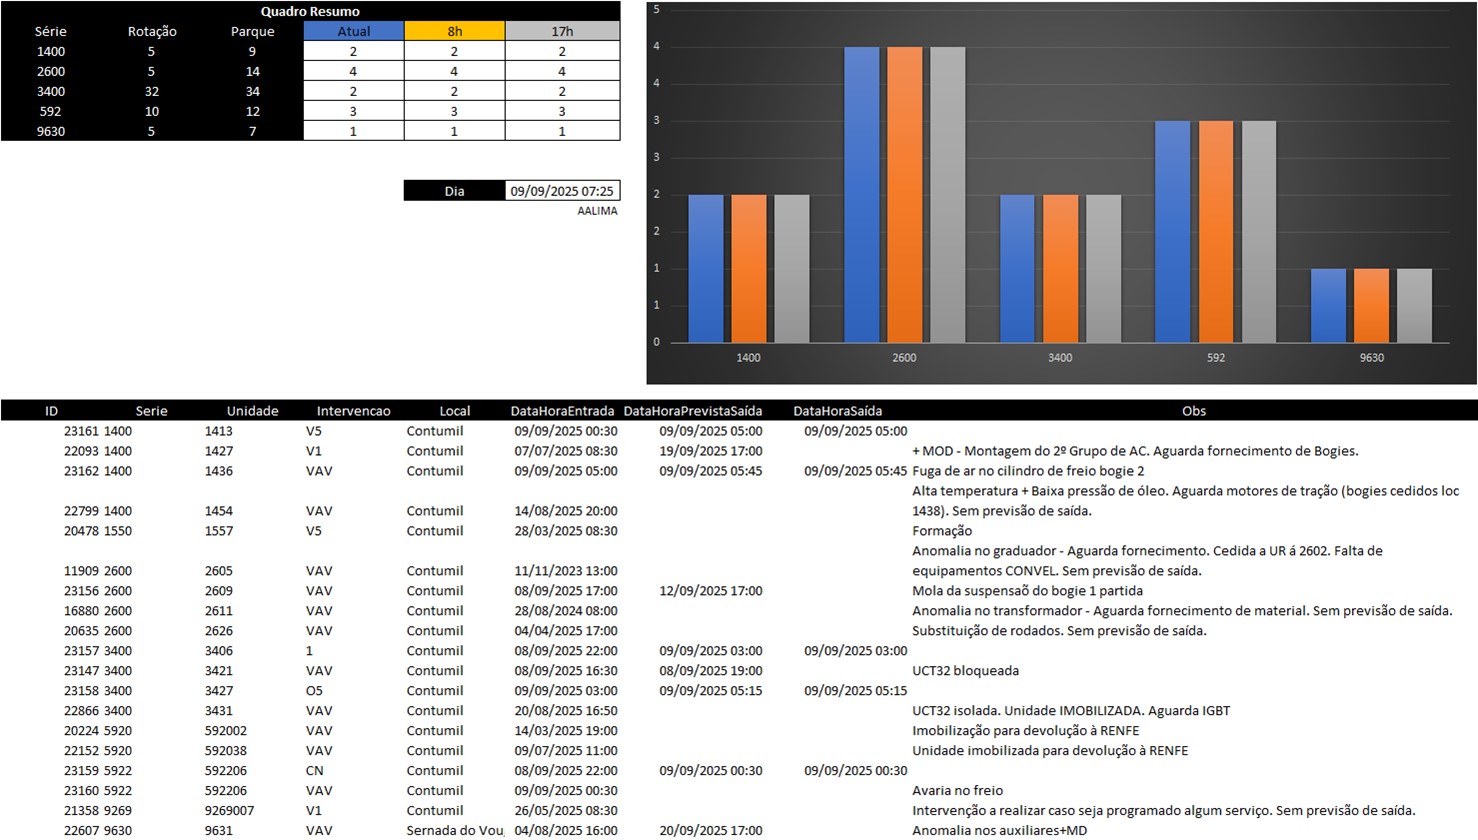 Quadro Resumo
Série Rotação Parque Atual 8h 17h
1400 5 9 2 2 2
2600 5 14 4 4 4
3400 32 34 2 2 2
592 10 12 3 3 3
9630 5 7 1 1 1
Dia 09/09/2025 07:25
AALIMA
5
4
4
3
3
2
2
1
1
0
1400 2600 3400 592 9630
ID Serie Unidade Intervencao Local DataHoraEntrada DataHoraPrevistaSaída DataHoraSaída Obs
23161 1400 1413 V5 Contumil 09/09/2025 00:30 09/09/2025 05:00 09/09/2025 05:00
22093 1400 1427 V1 Contumil 07/07/2025 08:30 19/09/2025 17:00 + MOD - Montagem do 2º Grupo de AC. Aguarda fornecimento de Bogies.
23162 1400 1436 VAV Contumil 09/09/2025 05:00 09/09/2025 05:45 09/09/2025 05:45 Fuga de ar no cilindro de freio bogie 2
Alta temperatura + Baixa pressão de óleo. Aguarda motores de tração (bogies cedidos loc
22799 1400 1454 VAV Contumil 14/08/2025 20:00 1438). Sem previsão de saída.
20478 1550 1557 V5 Contumil 28/03/2025 08:30 Formação
Anomalia no graduador - Aguarda fornecimento. Cedida a UR á 2602. Falta de
11909 2600 2605 VAV Contumil 11/11/2023 13:00 equipamentos CONVEL. Sem previsão de saída.
23156 2600 2609 VAV Contumil 08/09/2025 17:00 12/09/2025 17:00 Mola da suspensaõ do bogie 1 partida
16880 2600 2611 VAV Contumil 28/08/2024 08:00 Anomalia no transformador - Aguarda fornecimento de material. Sem previsão de saída.
20635 2600 2626 VAV Contumil 04/04/2025 17:00 Substituição de rodados. Sem previsão de saída.
23157 3400 3406 1 Contumil 08/09/2025 22:00 09/09/2025 03:00 09/09/2025 03:00
23147 3400 3421 VAV Contumil 08/09/2025 16:30 08/09/2025 19:00 UCT32 bloqueada
23158 3400 3427 O5 Contumil 09/09/2025 03:00 09/09/2025 05:15 09/09/2025 05:15
22866 3400 3431 VAV Contumil 20/08/2025 16:50 UCT32 isolada. Unidade IMOBILIZADA. Aguarda IGBT
20224 5920 592002 VAV Contumil 14/03/2025 19:00 Imobilização para devolução à RENFE
22152 5920 592038 VAV Contumil 09/07/2025 11:00 Unidade imobilizada para devolução à RENFE
23159 5922 592206 CN Contumil 08/09/2025 22:00 09/09/2025 00:30 09/09/2025 00:30
23160 5922 592206 VAV Contumil 09/09/2025 00:30 Avaria no freio
21358 9269 9269007 V1 Contumil 26/05/2025 08:30 Intervenção a realizar caso seja programado algum serviço. Sem previsão de saída.
22607 9630 9631 VAV Sernada do Vou 04/08/2025 16:00 20/09/2025 17:00 Anomalia nos auxiliares+MD